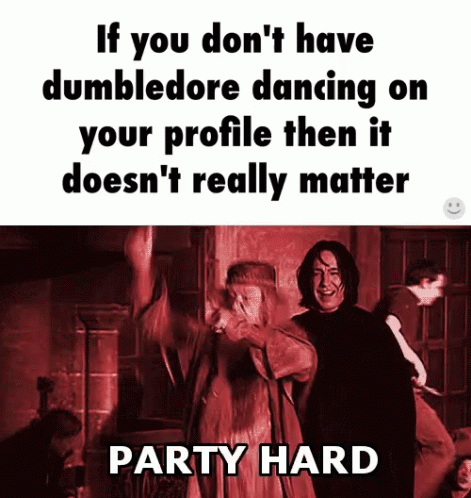 If you don't have
dumbledore dancing on
your profile then it
doesn't really matter
PARTY HARD